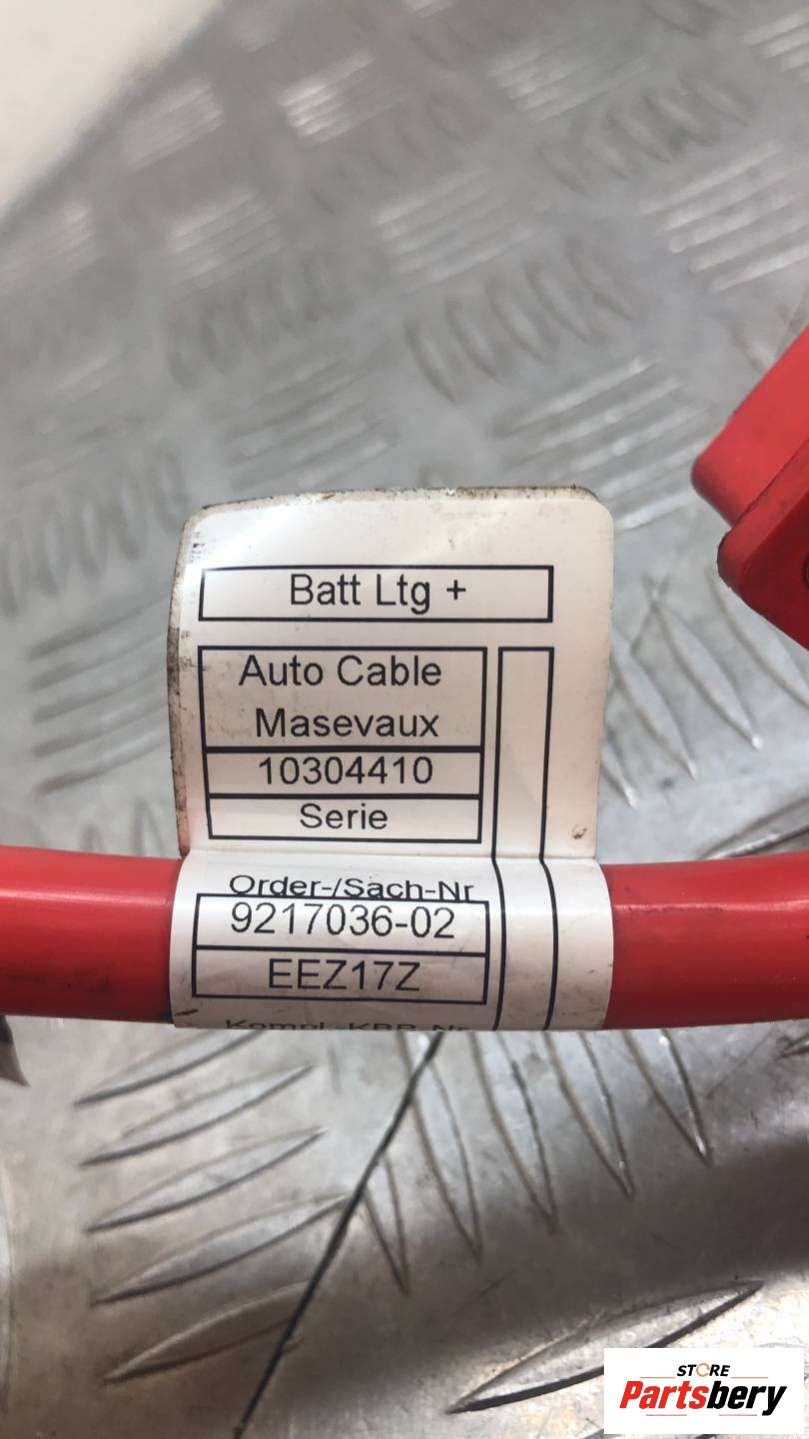 Batt Ltg +
Auto Cable
Masevaux
10304410
Serie
Order-/Sach-Nr
9217036-02
EEZ17Z
STORE
Partsbery